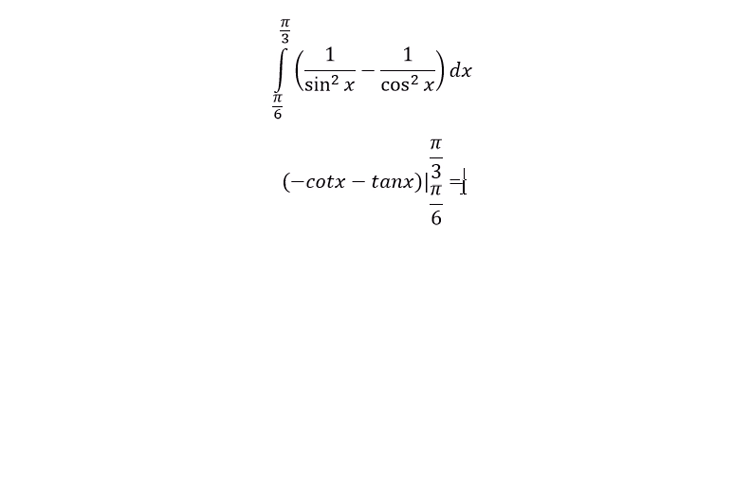 π/3
∫ (1/sin² x − 1/cos² x) dx
π/6
(−cotx − tanx)|π/3 π/6 =